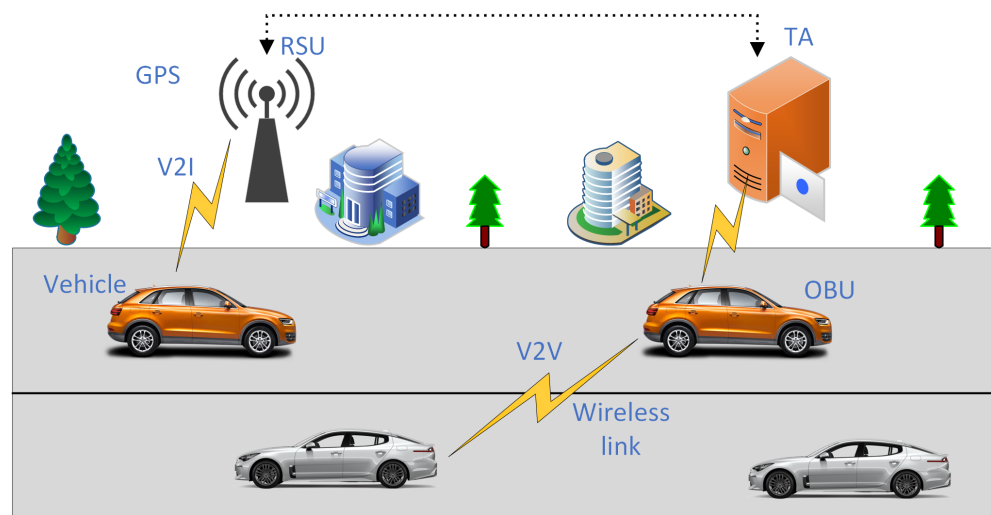 RSU
TA
GPS
V2I
Vehicle
OBU
V2V
Wireless
link